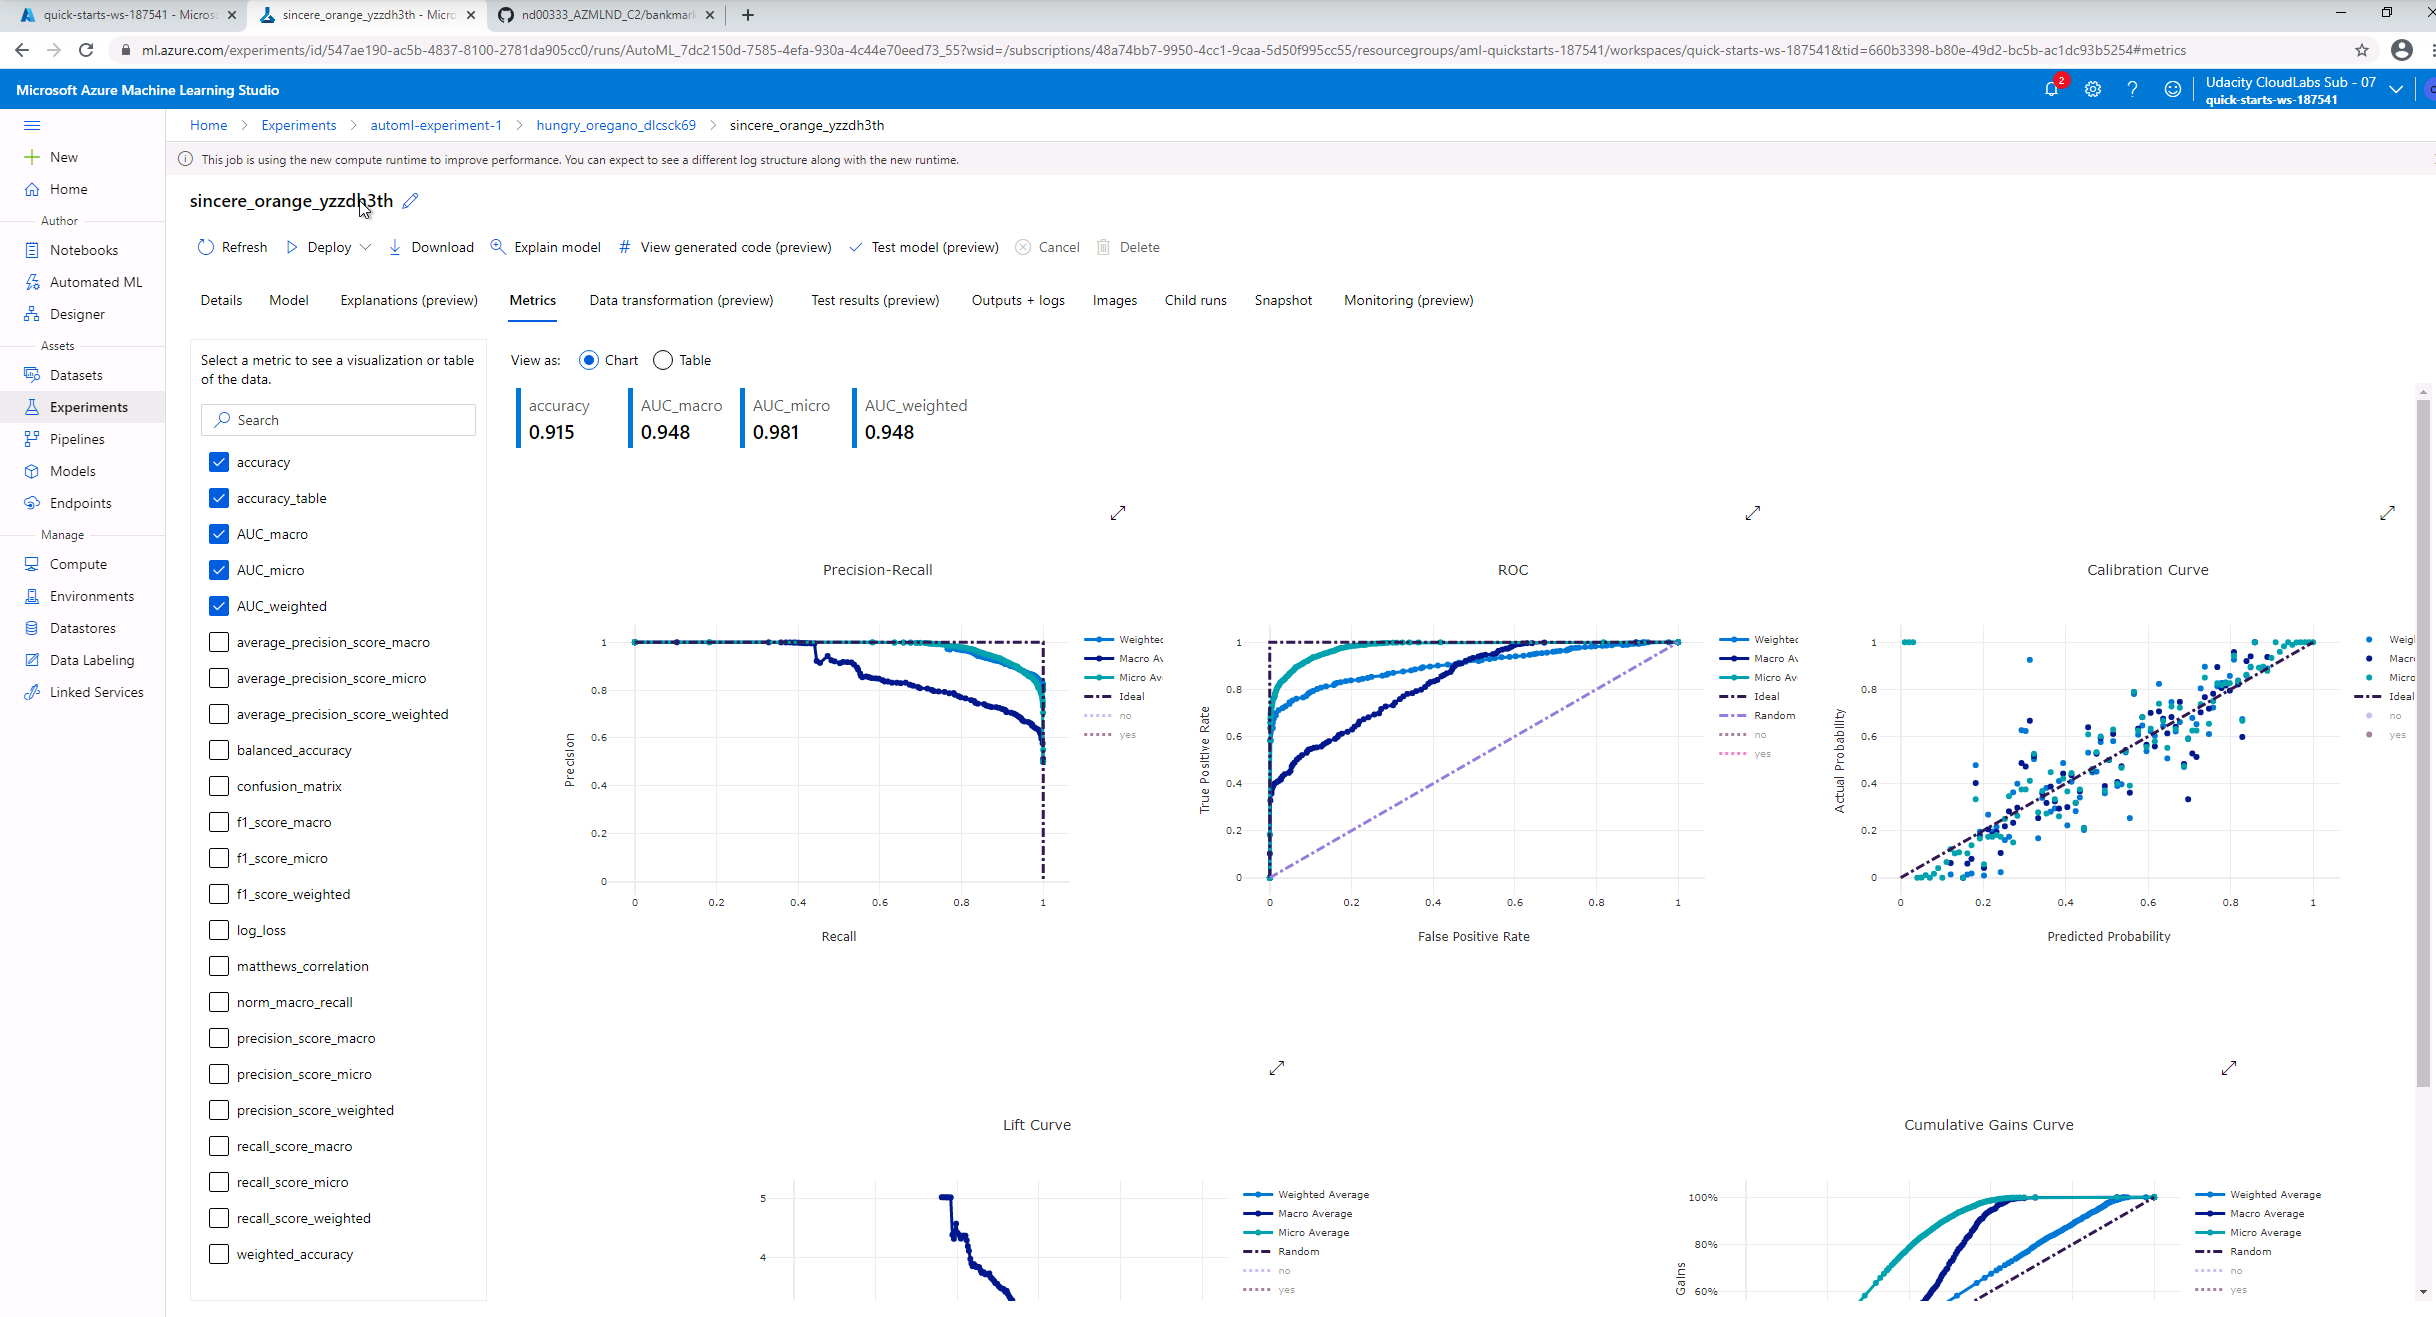 quick-starts-ws-187541 - Micros
sincere_orange_yzzdh3th - Micro
nd00333_AZMLND_C2/bankmar
ml.azure.com/experiments/id/547ae190-ac5b-4837-8100-2781da905cc0/runs/AutoML_7dc2150d-7585-4efa-930a-4c44e70eed73_55?wsid=/subscriptions/48a74bb7-9950-4cc1-9caa-5d50f995cc55/resourcegroups/aml-quickstarts-187541/workspaces/quick-starts-ws-187541&tid=660b3398-b80e-49d2-bc5b-ac1dc93b5254#metrics
Microsoft Azure Machine Learning Studio
2
Udacity CloudLabs Sub - 07
quick-starts-ws-187541
Home > Experiments > automl-experiment-1 > hungry_oregano_dlcsck69 > sincere_orange_yzzdh3th
This job is using the new compute runtime to improve performance. You can expect to see a different log structure along with the new runtime.
New
Home
Author
Notebooks
Automated ML
Designer
Assets
Datasets
Experiments
Pipelines
Models
Endpoints
Manage
Compute
Environments
Datastores
Data Labeling
Linked Services
sincere_orange_yzzdh3th
Refresh Deploy Download Explain model View generated code (preview) Test model (preview) Cancel Delete
Details Model Explanations (preview) Metrics Data transformation (preview) Test results (preview) Outputs + logs Images Child runs Snapshot Monitoring (preview)
Select a metric to see a visualization or table
of the data.
Search
accuracy
accuracy_table
AUC_macro
AUC_micro
AUC_weighted
average_precision_score_macro
average_precision_score_micro
average_precision_score_weighted
balanced_accuracy
confusion_matrix
f1_score_macro
f1_score_micro
f1_score_weighted
log_loss
matthews_correlation
norm_macro_recall
precision_score_macro
precision_score_micro
precision_score_weighted
recall_score_macro
recall_score_micro
recall_score_weighted
weighted_accuracy
View as: Chart Table
accuracy AUC_macro AUC_micro AUC_weighted
0.915 0.948 0.981 0.948
Precision-Recall
1
0.8
0.6
0.4
0.2
0
0 0.2 0.4 0.6 0.8 1
Precision
Recall
Weighted
Macro Av
Micro Av
Ideal
no
yes
ROC
1
0.8
0.6
0.4
0.2
0
0 0.2 0.4 0.6 0.8 1
True Positive Rate
False Positive Rate
Weighted
Macro Av
Micro Av
Ideal
Random
no
yes
Calibration Curve
1
0.8
0.6
0.4
0.2
0
0 0.2 0.4 0.6 0.8 1
Actual Probability
Predicted Probability
Weig
Macr
Micro
Ideal
no
yes
Lift Curve
5
4
Weighted Average
Macro Average
Micro Average
Random
no
yes
Cumulative Gains Curve
100%
80%
60%
Gains
Weighted Average
Macro Average
Micro Average
Random
no
yes